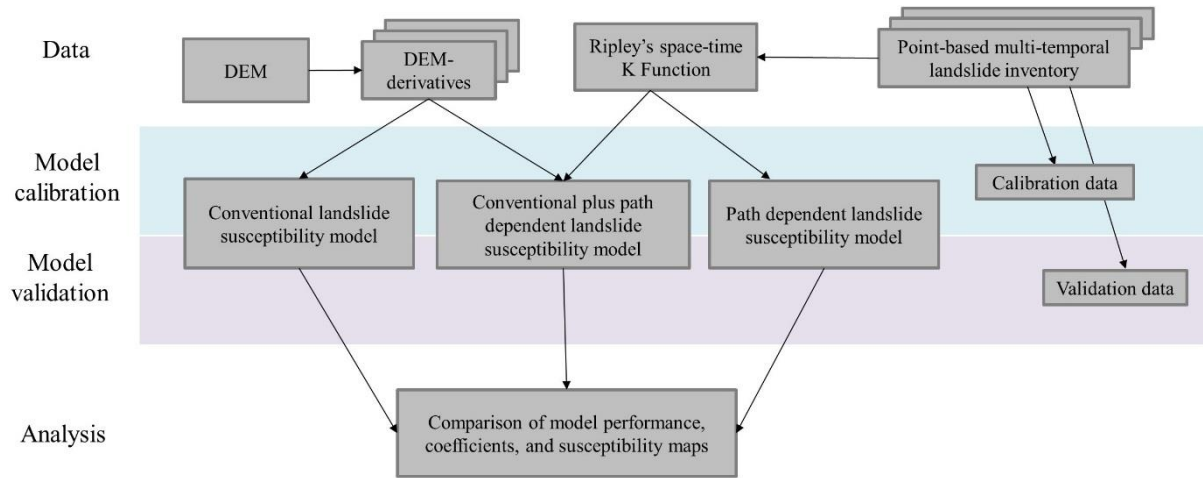 Data
DEM
DEM-
derivatives
Ripley's space-time
K Function
Point-based multi-temporal
landslide inventory
Model
calibration
Conventional landslide
susceptibility model
Conventional plus path
dependent landslide
susceptibility model
Path dependent landslide
susceptibility model
Calibration data
Model
validation
Validation data
Analysis
Comparison of model performance,
coefficients, and susceptibility maps